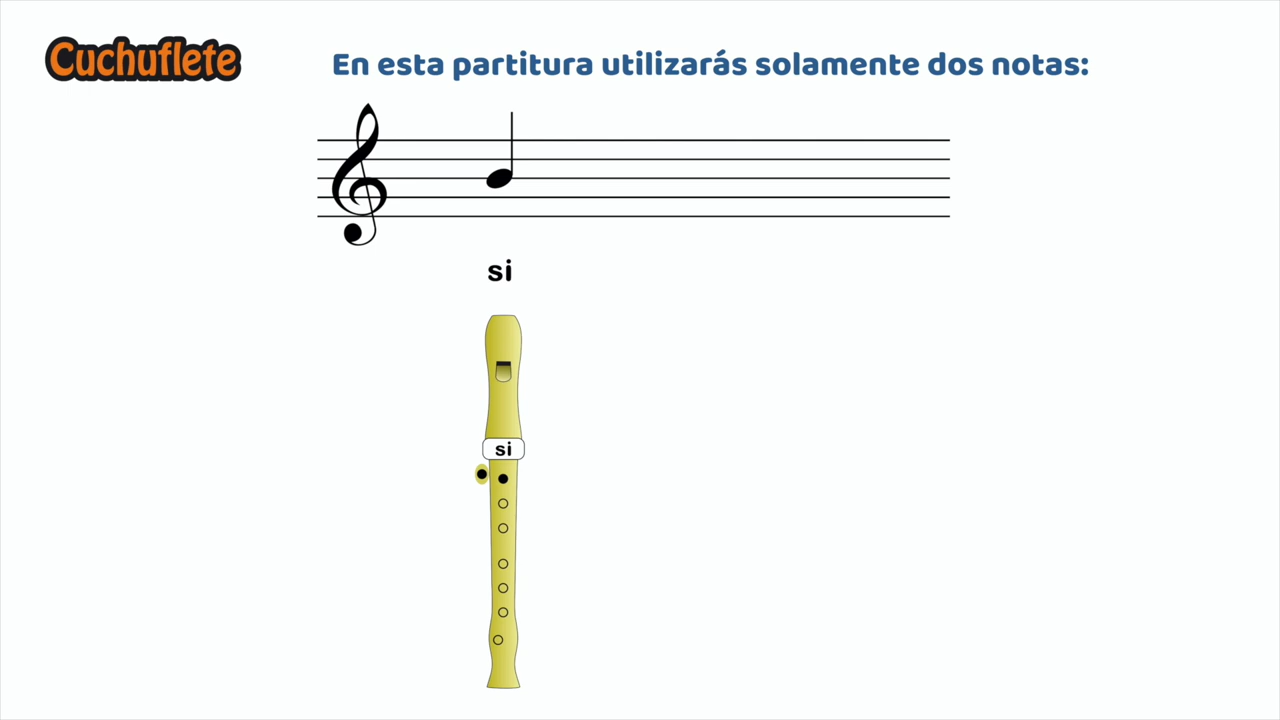 Cuchuflete
En esta partitura utilizarás solamente dos notas:
si
si